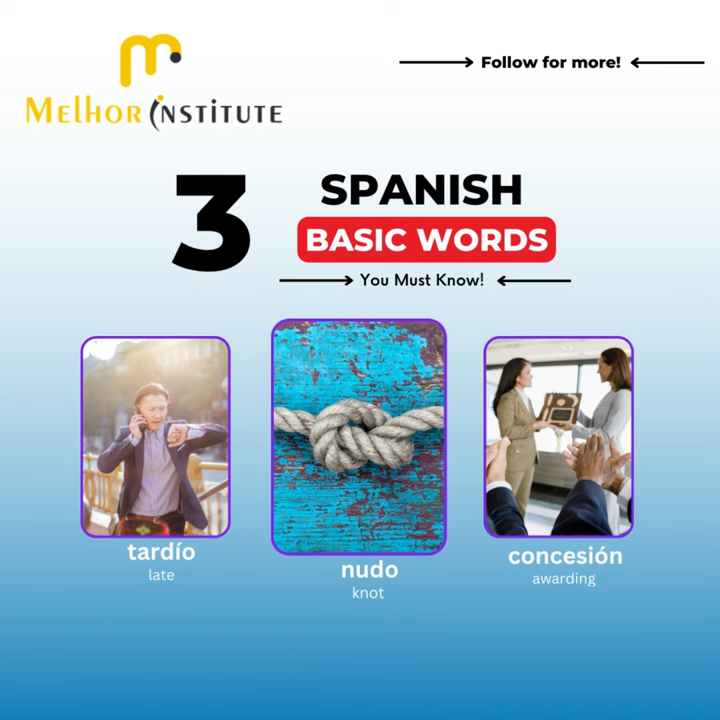 MELHOR INSTITUTE
Follow for more!
3
SPANISH
BASIC WORDS
You Must Know!
tardío
late
nudo
knot
concesión
awarding